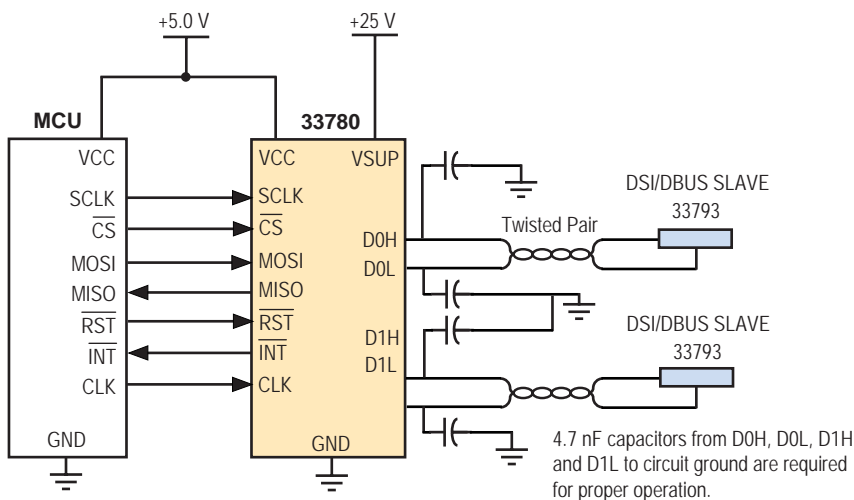 +5.0 V
+25 V
MCU
33780
VCC
VCC
VSUP
SCLK
SCLK
CS
CS
MOSI
MOSI
MISO
MISO
RST
RST
INT
INT
CLK
CLK
GND
GND
D0H
D0L
D1H
D1L
Twisted Pair
DSI/DBUS SLAVE
33793
DSI/DBUS SLAVE
33793
4.7 nF capacitors from D0H, D0L, D1H
and D1L to circuit ground are required
for proper operation.